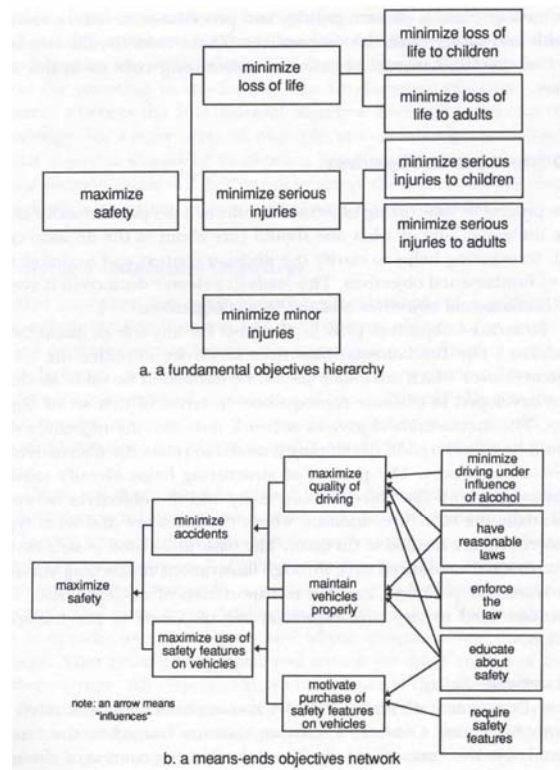 minimize loss of
life to children
minimize
loss of life
minimize loss of
life to adults
minimize serious
injuries to children
maximize
safety
minimize serious
injuries
minimize serious
injuries to adults
minimize minor
injuries
a. a fundamental objectives hierarchy
minimize
driving under
influence
of alcohol
maximize
quality of
driving
minimize
accidents
have
reasonable
laws
maximize
safety
maintain
vehicles
properly
enforce
the
law
maximize use of
safety features
on vehicles
educate
about
safety
motivate
purchase of
safety features
on vehicles
note: an arrow means
"influences"
require
safety
features
b. a means-ends objectives network